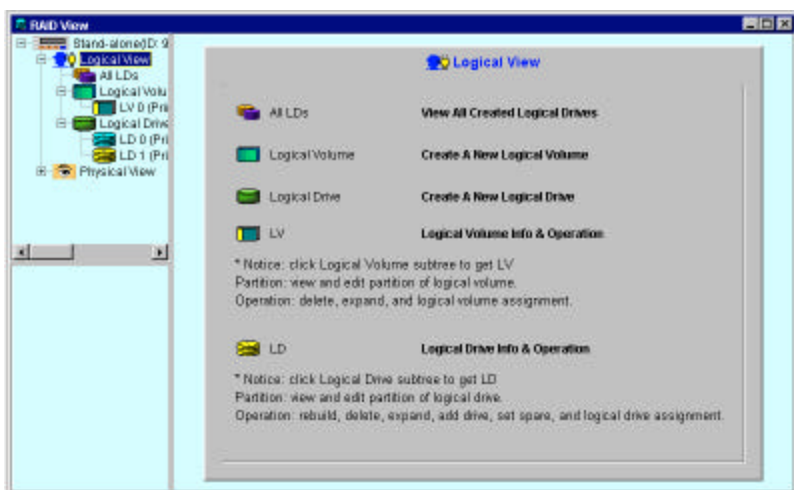 RAID View
Stand-alone(ID: 9
Logical View
All LDs
Logical Volu
LV 0 (Pri
Logical Drive
LD 0 (Pri
LD 1 (Pri
Physical View
Logical View
All LDs View All Created Logical Drives
Logical Volume Create A New Logical Volume
Logical Drive Create A New Logical Drive
LV Logical Volume Info & Operation
* Notice: click Logical Volume subtree to get LV
Partition: view and edit partition of logical volume.
Operation: delete, expand, and logical volume assignment.
LD Logical Drive Info & Operation
* Notice: click Logical Drive subtree to get LD
Partition: view and edit partition of logical drive.
Operation: rebuild, delete, expand, add drive, set spare, and logical drive assignment.